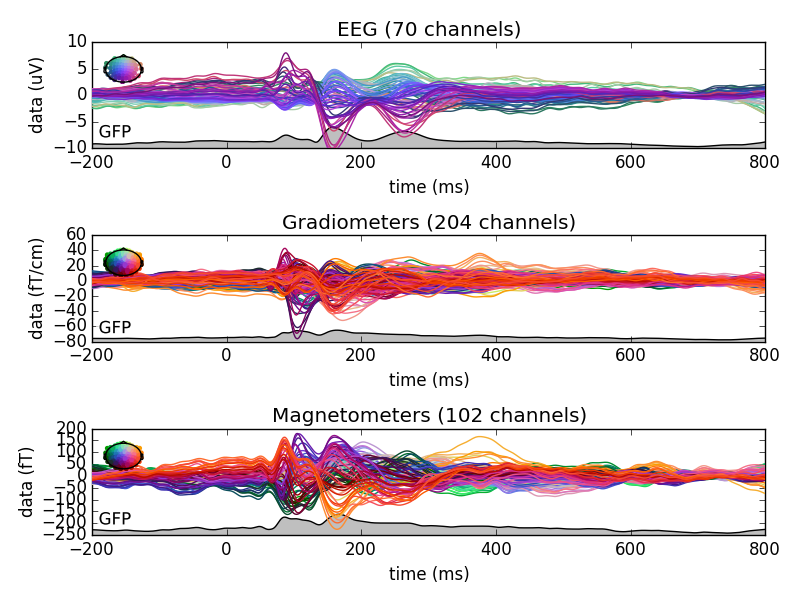 EEG (70 channels)
10
5
0
−5
−10
data (uV)
GFP
−200 0 200 400 600 800
time (ms)
Gradiometers (204 channels)
60
40
20
0
−20
−40
−60
−80
data (fT/cm)
GFP
−200 0 200 400 600 800
time (ms)
Magnetometers (102 channels)
200
150
100
50
0
−50
−100
−150
−200
−250
data (fT)
GFP
−200 0 200 400 600 800
time (ms)